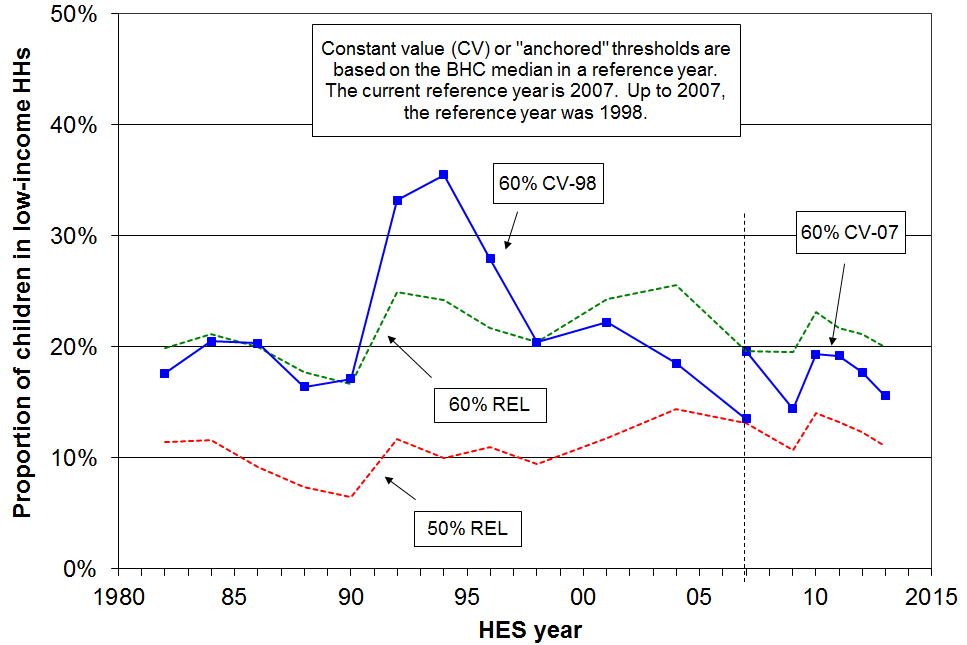 Proportion of children in low-income HHs
50%
40%
30%
20%
10%
0%
Constant value (CV) or "anchored" thresholds are
based on the BHC median in a reference year.
The current reference year is 2007.  Up to 2007,
the reference year was 1998.
60% CV-98
60% CV-07
60% REL
50% REL
1980
85
90
95
00
05
10
2015
HES year